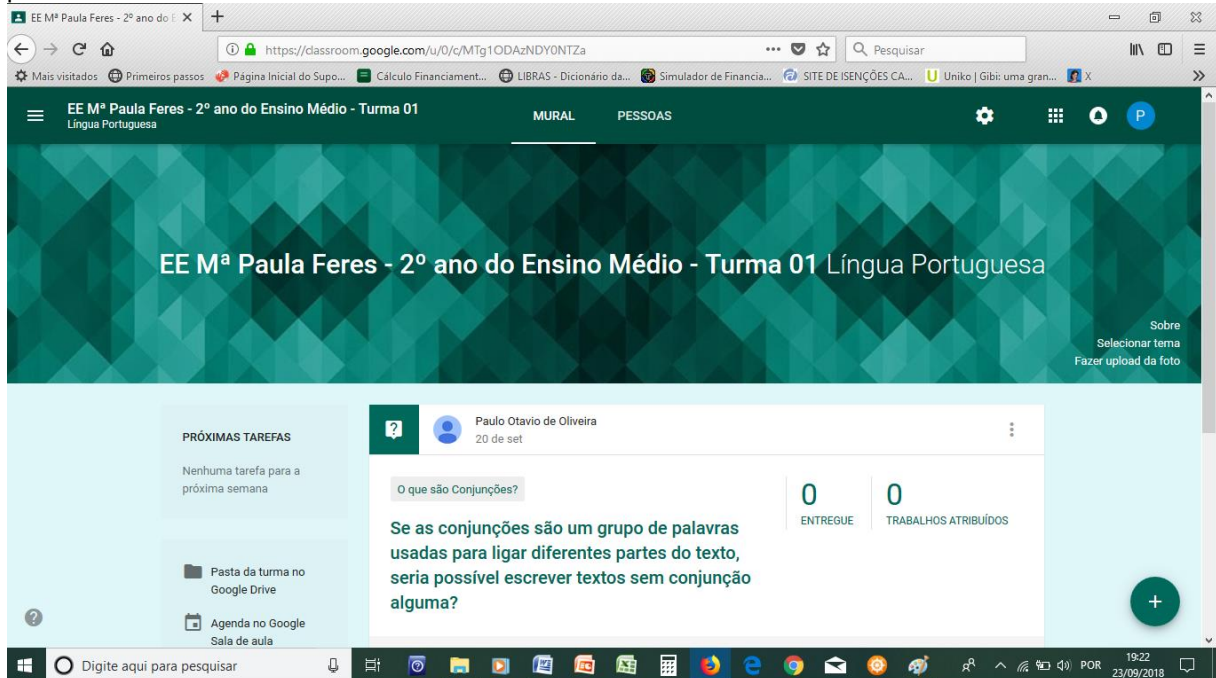 EE Mª Paula Feres - 2º ano do E
https://classroom.google.com/u/0/c/MTg1ODAzNDY0NTZa
Pesquisar
Mais visitados Primeiros passos Página Inicial do Supo... Cálculo Financiament... LIBRAS - Dicionário da... Simulador de Financia... SITE DE ISENÇÕES CA... Uniko | Gibi: uma gran... X
EE Mª Paula Feres - 2º ano do Ensino Médio - Turma 01
Língua Portuguesa
MURAL PESSOAS
P
EE Mª Paula Feres - 2º ano do Ensino Médio - Turma 01 Língua Portuguesa
Sobre
Selecionar tema
Fazer upload da foto
PRÓXIMAS TAREFAS
Nenhuma tarefa para a
próxima semana
Pasta da turma no
Google Drive
Agenda no Google
Sala de aula
Paulo Otavio de Oliveira
20 de set
O que são Conjunções?
Se as conjunções são um grupo de palavras
usadas para ligar diferentes partes do texto,
seria possível escrever textos sem conjunção
alguma?
0
ENTREGUE
0
TRABALHOS ATRIBUÍDOS
Digite aqui para pesquisar
POR
19:22
23/09/2018